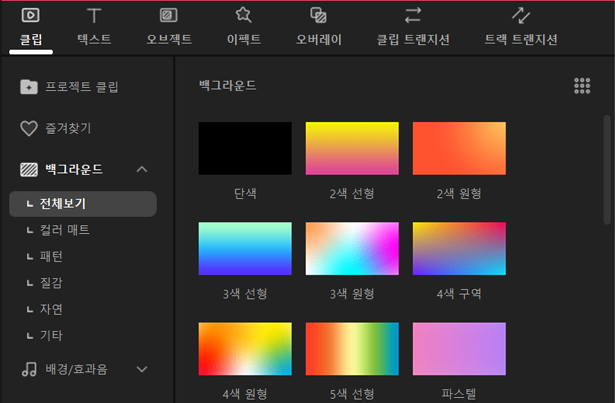 클립 텍스트 오브젝트 이펙트 오버레이 클립 트랜지션 트랙 트랜지션
프로젝트 클립
즐겨찾기
백그라운드
전체보기
컬러 매트
패턴
질감
자연
기타
배경/효과음
백그라운드
단색 2색 선형 2색 원형
3색 선형 3색 원형 4색 구역
4색 원형 5색 선형 파스텔